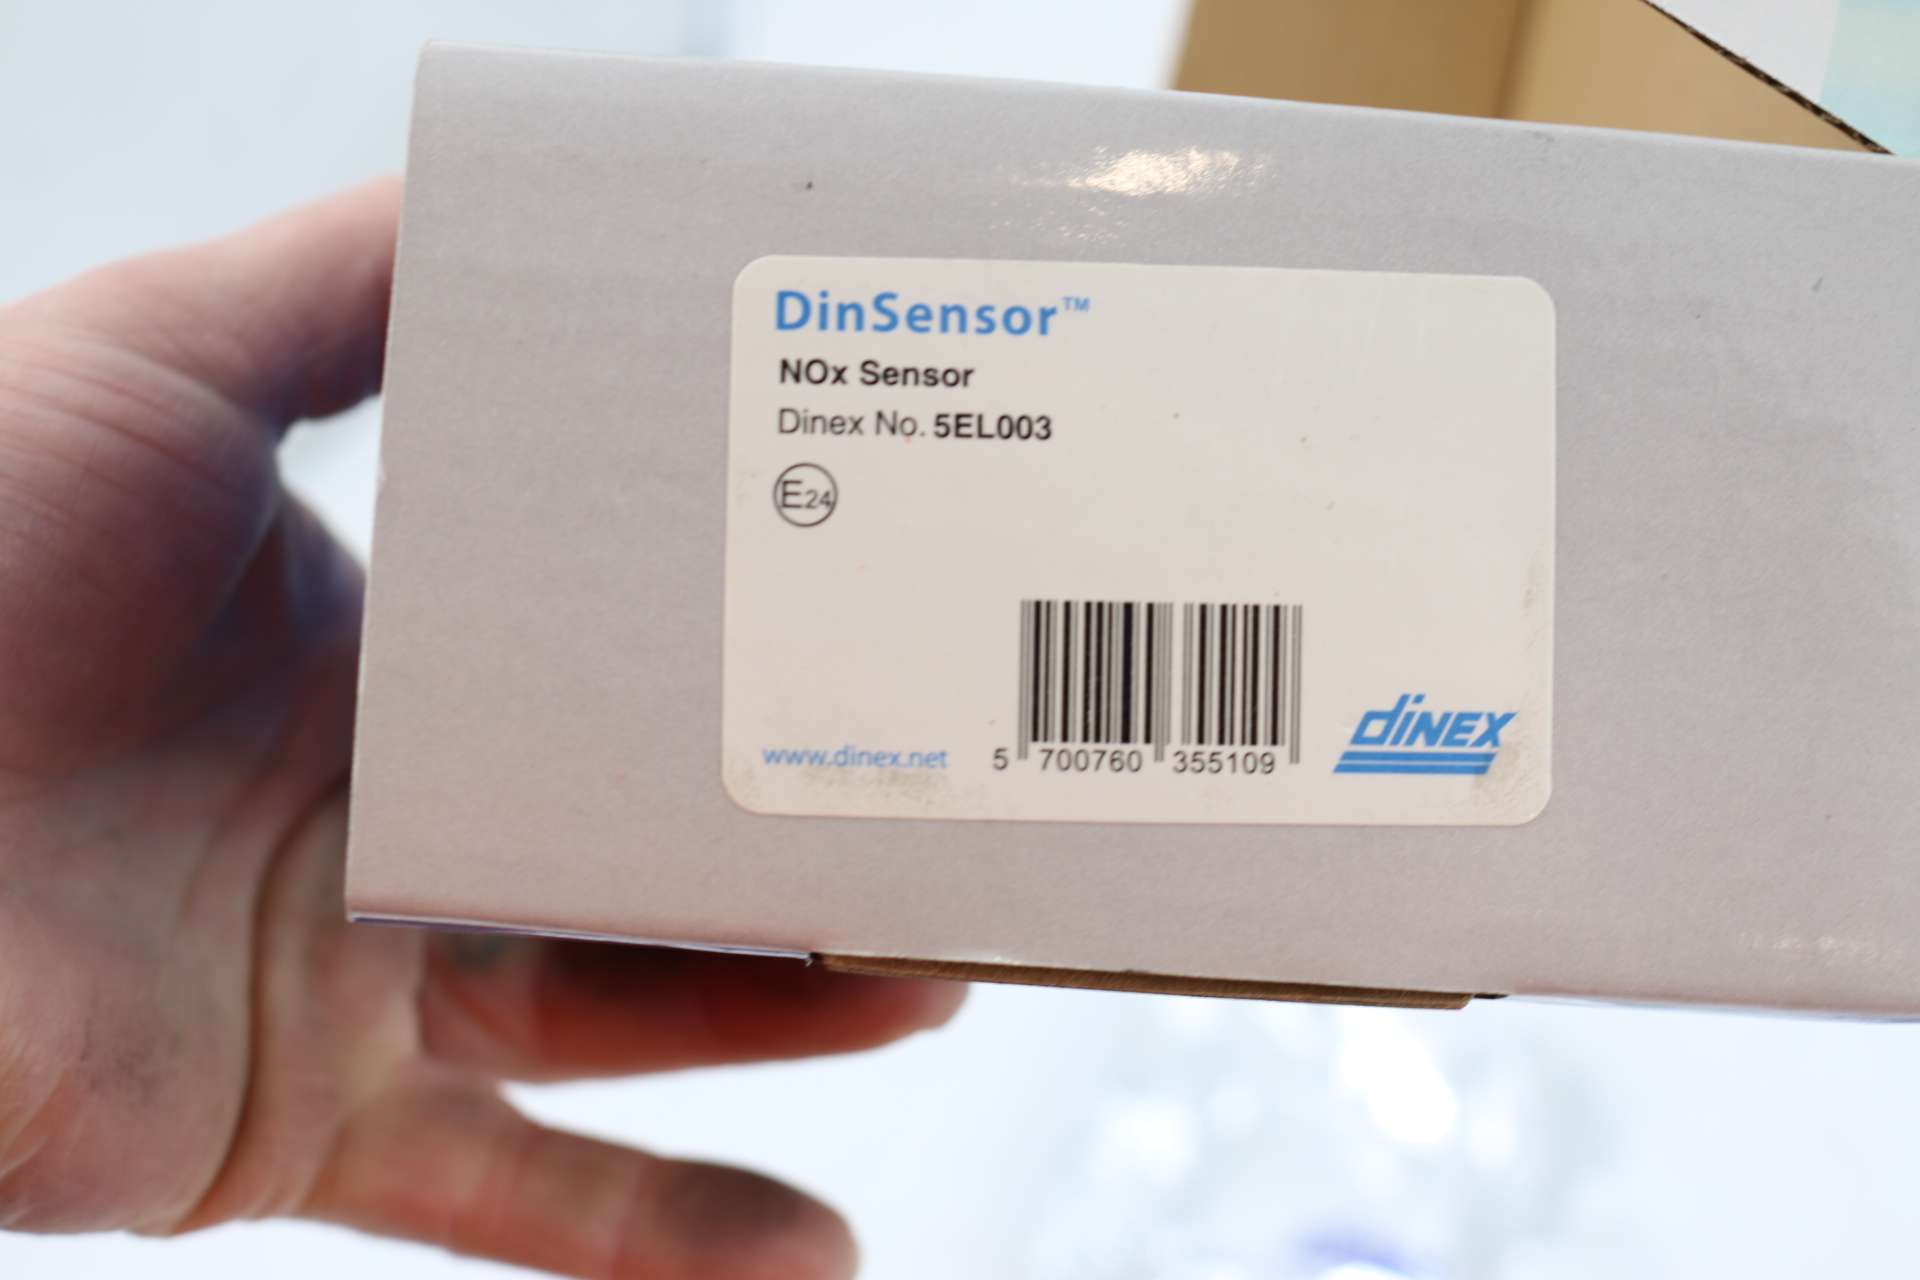 DinSensor™
NOx Sensor
Dinex No. 5EL003
E24
www.dinex.net
5 700760 355109
dinex